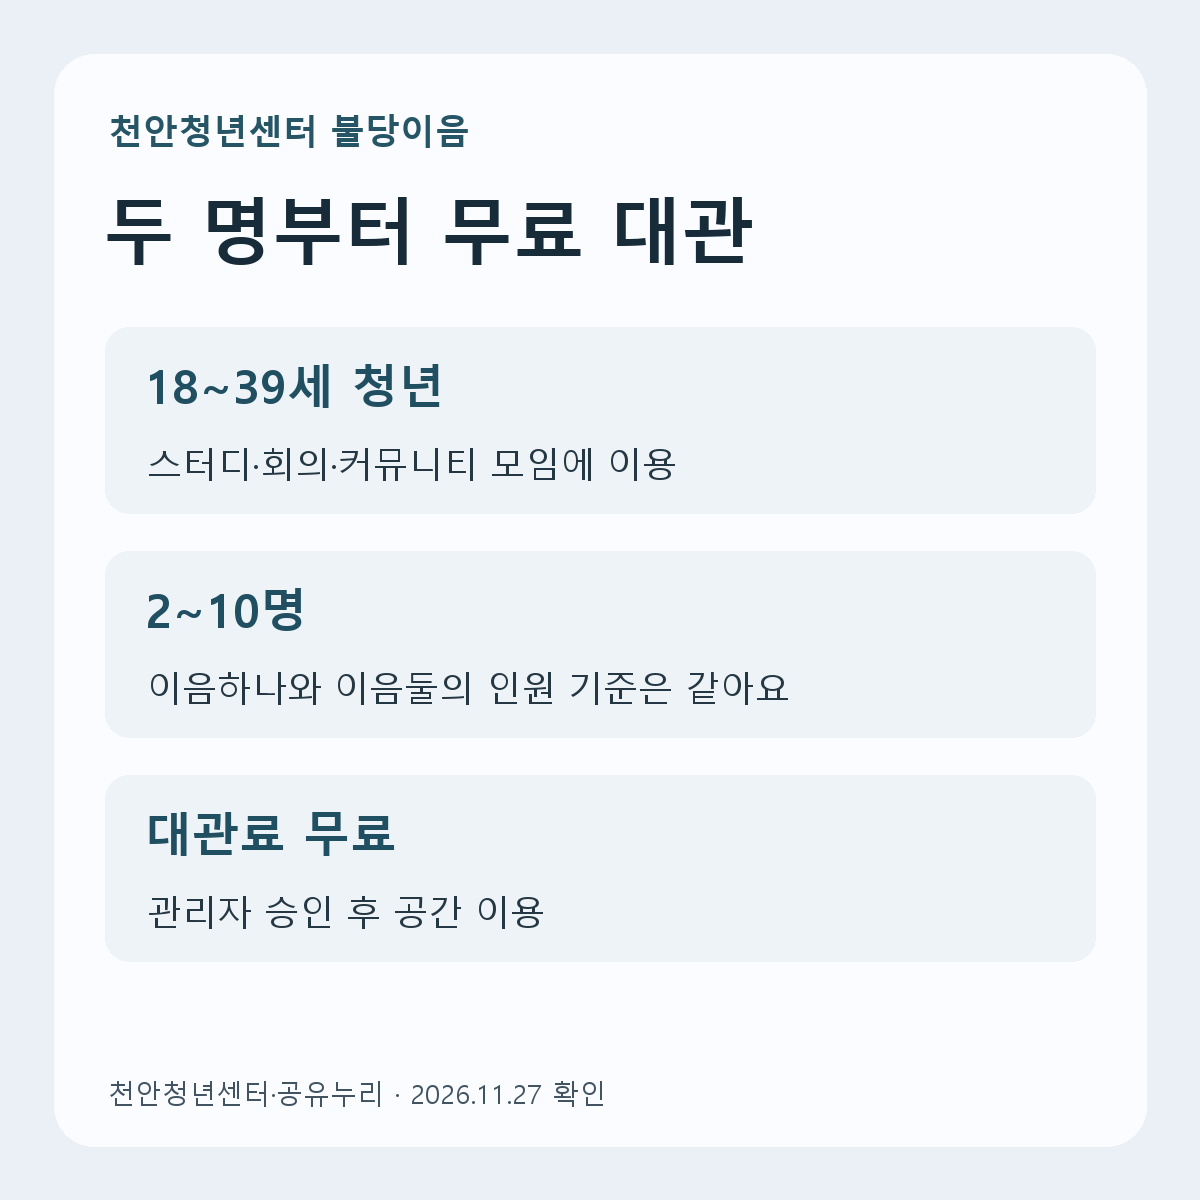 천안청년센터 불당이음
두 명부터 무료 대관
18~39세 청년
스터디·회의·커뮤니티 모임에 이용
2~10명
이음하나와 이음둘의 인원 기준은 같아요
대관료 무료
관리자 승인 후 공간 이용
천안청년센터·공유누리 · 2026.11.27 확인